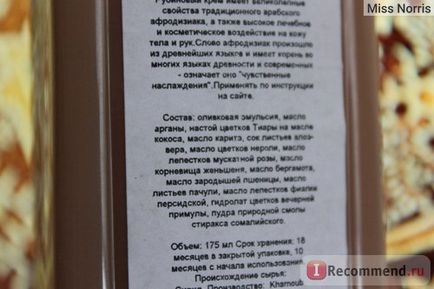 Miss Norris
Рубиновый крем имеет великолепные
свойства традиционного арабского
афродизиака, а также высокое лечебное
и косметическое воздействие на кожу
тела и рук.Слово афродизиак произошло
из древнейших языков и имеет корень во
многих языках древности и современных
- означает оно "чувственные
наслаждения".Применять по инструкции
на сайте.
Состав: оливковая эмульсия, масло
арганы, настой цветков Тиары на масле
кокоса, масло каритэ, сок листьев алоэ-
вера, масло цветков нероли, масло
лепестков мускатной розы, масло
корневища женьшеня, масло бергамота,
масло зародышей пшеницы, масло
листьев пачули, масло лепестков фиалки
персидской, гидролат цветков вечерней
примулы, пудра природной смолы
стиракса сомалийского.
Объем: 175 мл Срок хранения: 18
месяцев в закрытой упаковке, 10
месяцев с начала использования.
Происхождение сырья:
Производство: Khamoub
I Recommend.ru